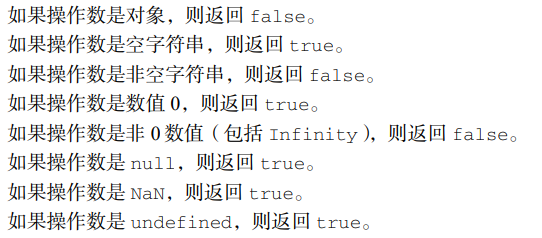 如果操作数是对象，则返回 false。
如果操作数是空字符串，则返回 true。
如果操作数是非空字符串，则返回 false。
如果操作数是数值 0，则返回 true。
如果操作数是非 0 数值（包括 Infinity），则返回 false。
如果操作数是 null，则返回 true。
如果操作数是 NaN，则返回 true。
如果操作数是 undefined，则返回 true。